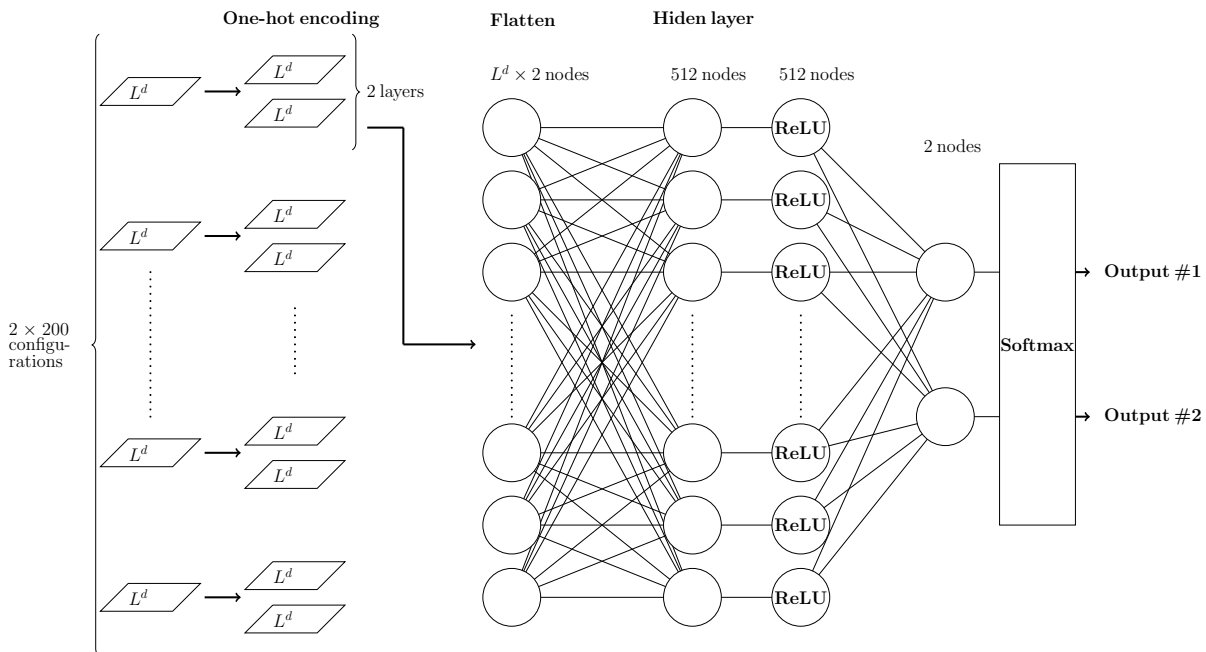 One-hot encoding
Flatten
Hiden layer
L^d × 2 nodes
512 nodes
512 nodes
L^d
L^d
L^d
2 layers
ReLU
2 nodes
ReLU
L^d
L^d
L^d
ReLU
Output #1
2 × 200
configu-
rations
Softmax
Output #2
L^d
L^d
L^d
ReLU
ReLU
L^d
L^d
L^d
ReLU